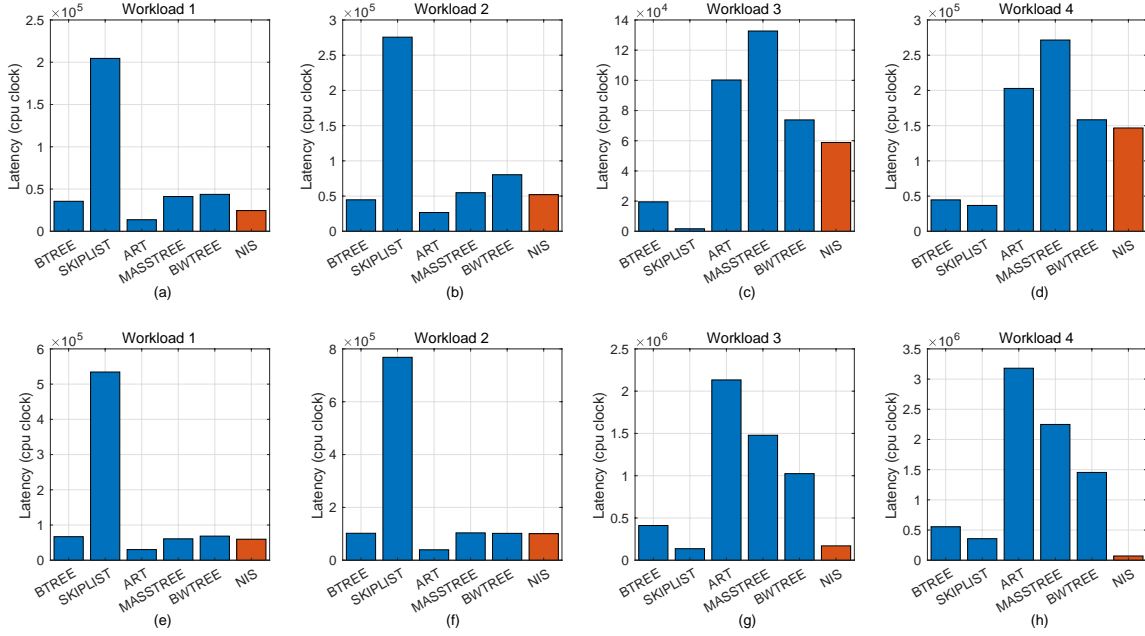 Workload 1
×10^5
2.5
2
1.5
1
0.5
0
Latency (cpu clock)
BTREE
SKIPLIST
ART
MASSTREE
BWTREE
NIS
(a)
Workload 2
×10^5
3
2.5
2
1.5
1
0.5
0
Latency (cpu clock)
BTREE
SKIPLIST
ART
MASSTREE
BWTREE
NIS
(b)
Workload 3
×10^4
14
12
10
8
6
4
2
0
Latency (cpu clock)
BTREE
SKIPLIST
ART
MASSTREE
BWTREE
NIS
(c)
Workload 4
×10^5
3
2.5
2
1.5
1
0.5
0
Latency (cpu clock)
BTREE
SKIPLIST
ART
MASSTREE
BWTREE
NIS
(d)
Workload 1
×10^5
6
5
4
3
2
1
0
Latency (cpu clock)
BTREE
SKIPLIST
ART
MASSTREE
BWTREE
NIS
(e)
Workload 2
×10^5
8
6
4
2
0
Latency (cpu clock)
BTREE
SKIPLIST
ART
MASSTREE
BWTREE
NIS
(f)
Workload 3
×10^6
2.5
2
1.5
1
0.5
0
Latency (cpu clock)
BTREE
SKIPLIST
ART
MASSTREE
BWTREE
NIS
(g)
Workload 4
×10^6
3.5
3
2.5
2
1.5
1
0.5
0
Latency (cpu clock)
BTREE
SKIPLIST
ART
MASSTREE
BWTREE
NIS
(h)